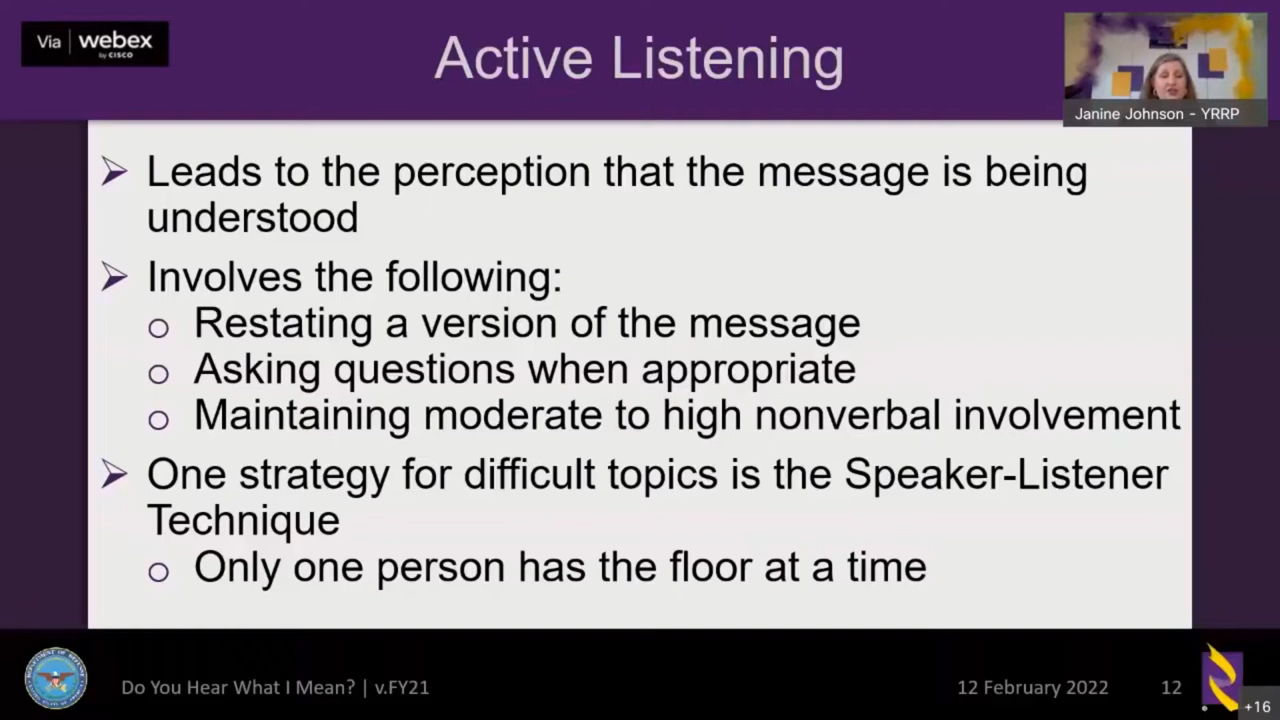 Via webex
by CISCO
Active Listening
Janine Johnson - YRRP
➢ Leads to the perception that the message is being
understood
➢ Involves the following:
o Restating a version of the message
o Asking questions when appropriate
o Maintaining moderate to high nonverbal involvement
➢ One strategy for difficult topics is the Speaker-Listener
Technique
o Only one person has the floor at a time
Do You Hear What I Mean? | v.FY21
12 February 2022
12
+16